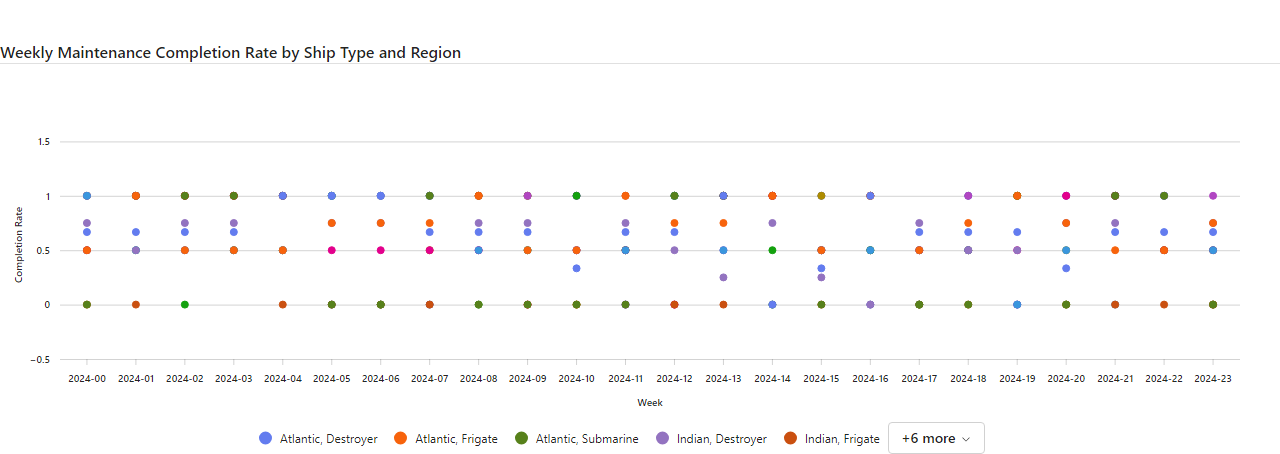 Weekly Maintenance Completion Rate by Ship Type and Region
1.5
1
0.5
0
−0.5
Completion Rate
2024-00 2024-01 2024-02 2024-03 2024-04 2024-05 2024-06 2024-07 2024-08 2024-09 2024-10 2024-11 2024-12 2024-13 2024-14 2024-15 2024-16 2024-17 2024-18 2024-19 2024-20 2024-21 2024-22 2024-23
Week
Atlantic, Destroyer Atlantic, Frigate Atlantic, Submarine Indian, Destroyer Indian, Frigate +6 more